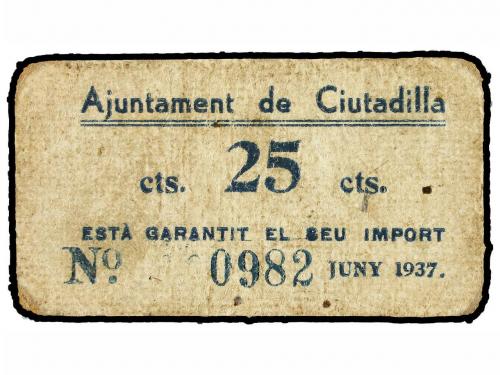 Ajuntament de Ciutadilla
cts. 25 cts.
ESTÀ GARANTIT EL SEU IMPORT
Nº 0982 JUNY 1937.